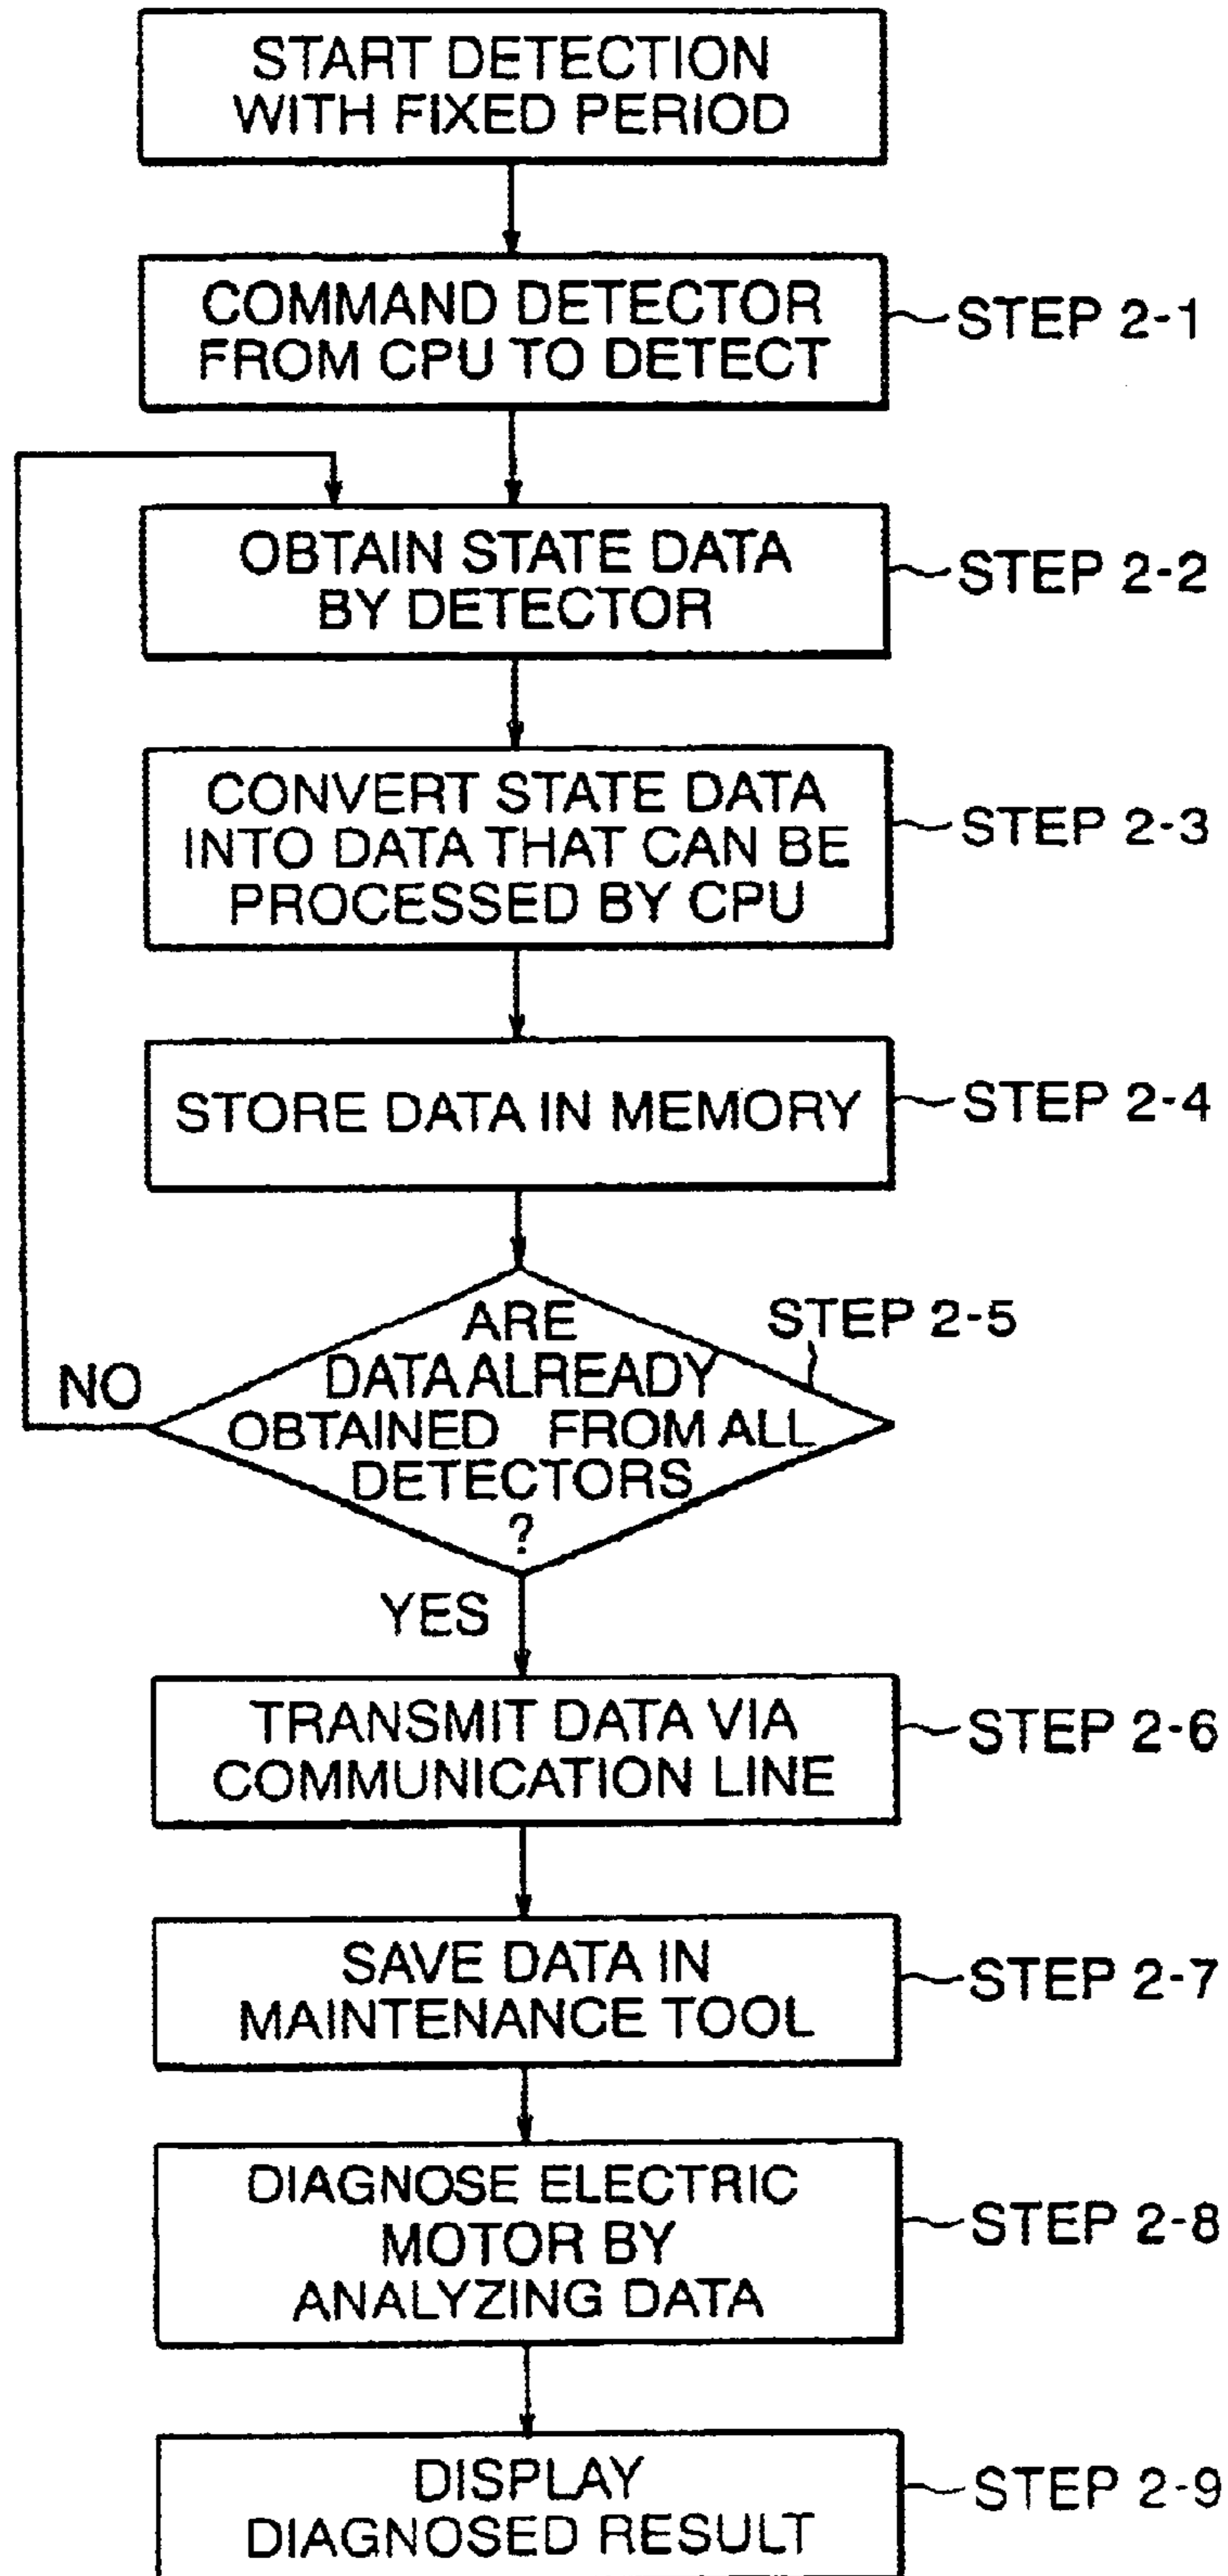 START DETECTION
WITH FIXED PERIOD
COMMAND DETECTOR
FROM CPU TO DETECT
STEP 2-1
OBTAIN STATE DATA
BY DETECTOR
STEP 2-2
CONVERT STATE DATA
INTO DATA THAT CAN BE
PROCESSED BY CPU
STEP 2-3
STORE DATA IN MEMORY
STEP 2-4
ARE
DATA ALREADY
OBTAINED FROM ALL
DETECTORS
?
STEP 2-5
NO
YES
TRANSMIT DATA VIA
COMMUNICATION LINE
STEP 2-6
SAVE DATA IN
MAINTENANCE TOOL
STEP 2-7
DIAGNOSE ELECTRIC
MOTOR BY
ANALYZING DATA
STEP 2-8
DISPLAY
DIAGNOSED RESULT
STEP 2-9